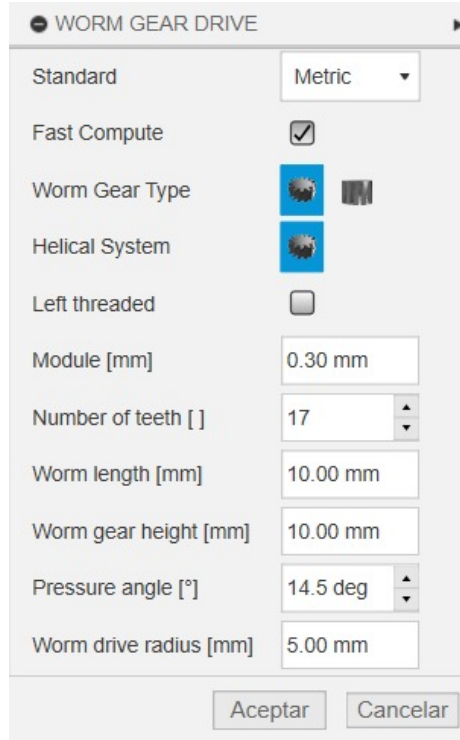 WORM GEAR DRIVE
Standard Metric
Fast Compute
Worm Gear Type
Helical System
Left threaded
Module [mm] 0.30 mm
Number of teeth [ ] 17
Worm length [mm] 10.00 mm
Worm gear height [mm] 10.00 mm
Pressure angle [°] 14.5 deg
Worm drive radius [mm] 5.00 mm
Aceptar Cancelar